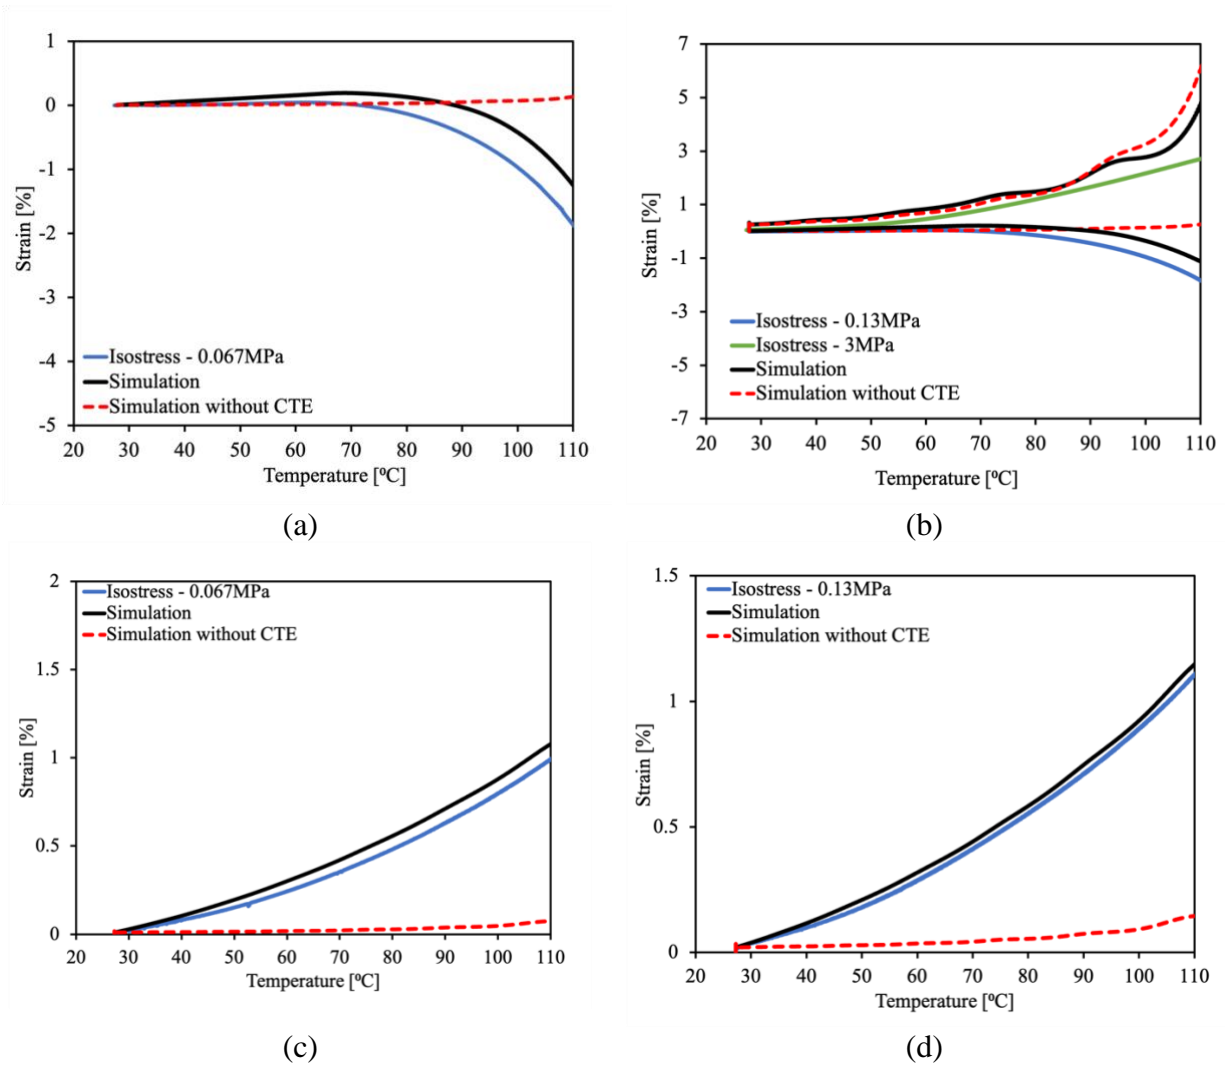 1
0
-1
-2
-3
-4
-5
Strain [%]
Isostress - 0.067MPa
Simulation
Simulation without CTE
20 30 40 50 60 70 80 90 100 110
Temperature [⁰C]
(a)
7
5
3
1
-1
-3
-5
-7
Strain [%]
Isostress - 0.13MPa
Isostress - 3MPa
Simulation
Simulation without CTE
20 30 40 50 60 70 80 90 100 110
Temperature [⁰C]
(b)
2
1.5
1
0.5
0
Strain [%]
Isostress - 0.067MPa
Simulation
Simulation without CTE
20 30 40 50 60 70 80 90 100 110
Temperature [⁰C]
(c)
1.5
1
0.5
0
Strain [%]
Isostress - 0.13MPa
Simulation
Simulation without CTE
20 30 40 50 60 70 80 90 100 110
Temperature [⁰C]
(d)